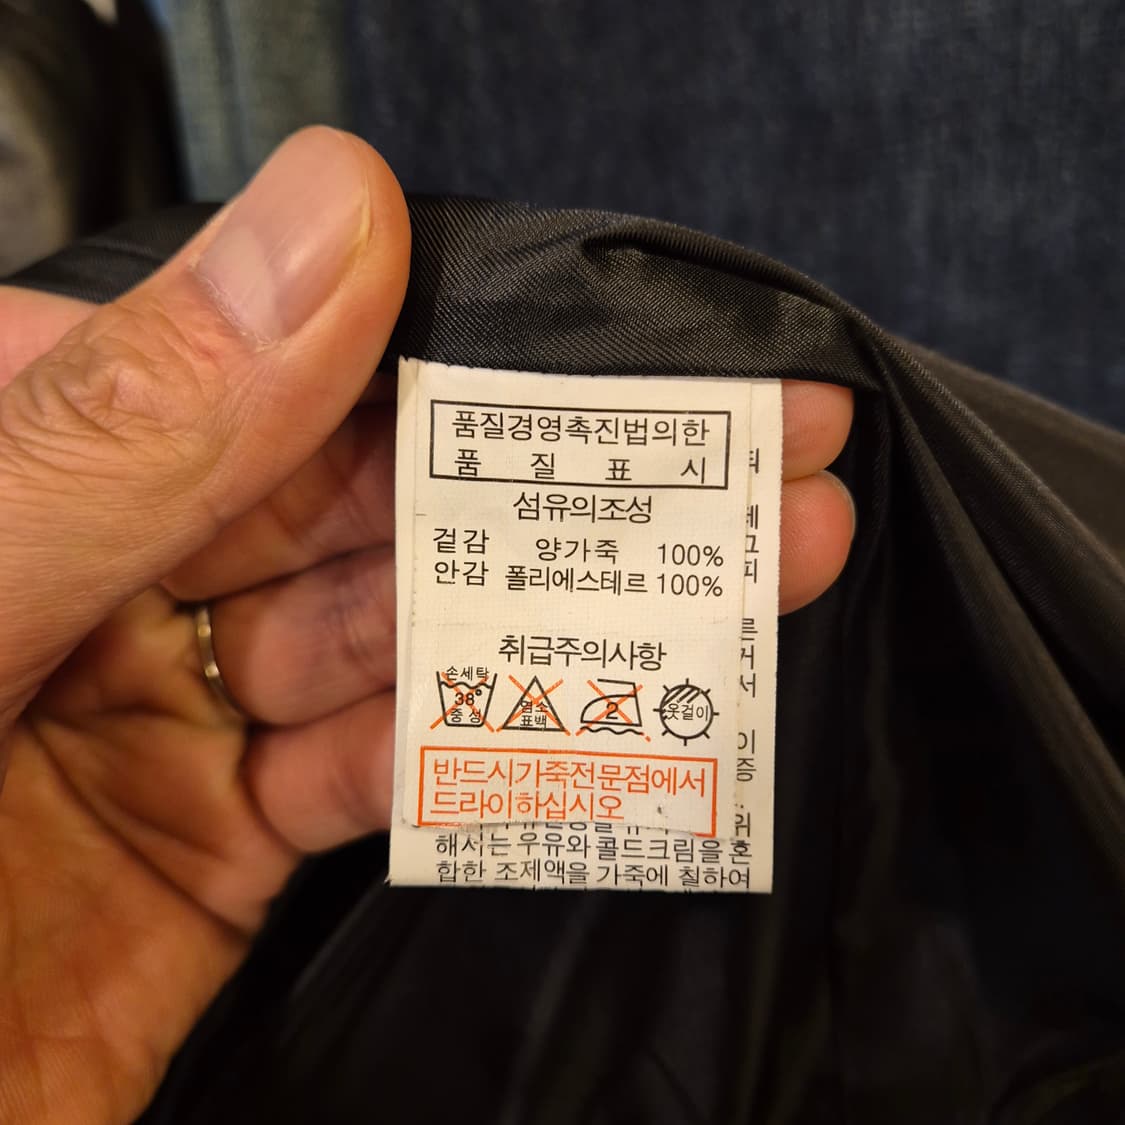 품질경영촉진법의한
품 질 표 시
섬유의조성
겉감 양가죽 100%
안감 폴리에스테르 100%
취급주의사항
손세탁
38°
중성
염소
표백
2
옷걸이
반드시가죽전문점에서
드라이하십시오
해서는 우유와 콜드크림을 혼
합한 조제액을 가죽에 칠하여